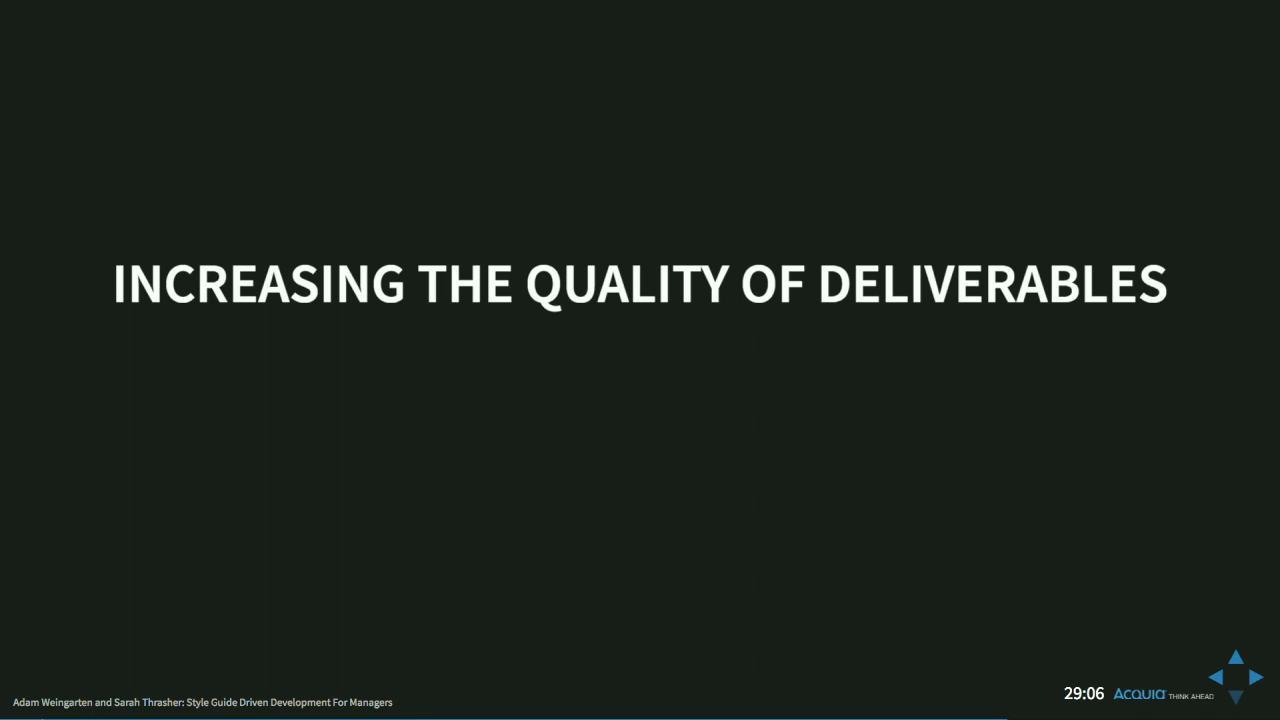 INCREASING THE QUALITY OF DELIVERABLES
Adam Weingarten and Sarah Thrasher: Style Guide Driven Development For Managers
29:06 Acquia THINK AHEAD